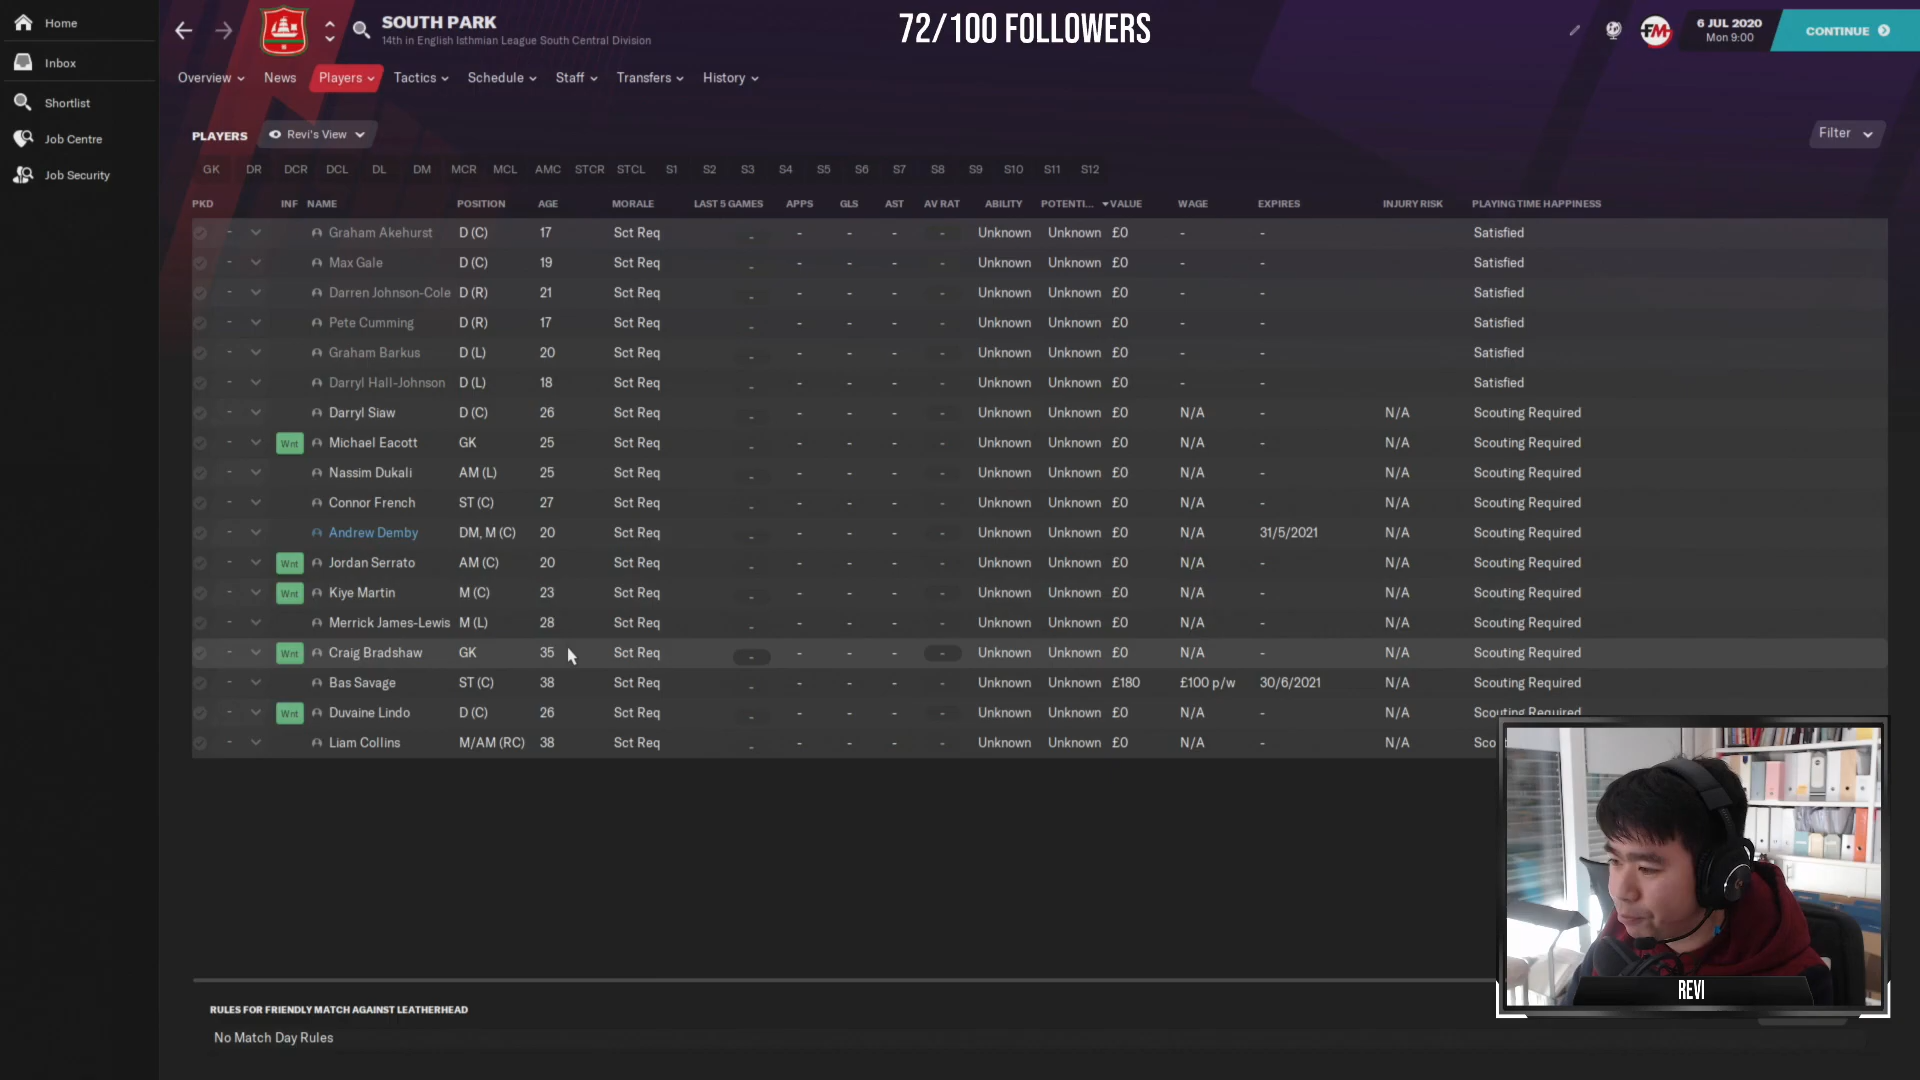 Home
Inbox
Shortlist
Job Centre
Job Security
SOUTH PARK
14th in English Isthmian League South Central Division
72/100 FOLLOWERS
FM
6 JUL 2020
Mon 9:00
CONTINUE
Overview News Players Tactics Schedule Staff Transfers History
PLAYERS Revi's View Filter
GK DR DCR DCL DL DM MCR MCL AMC STCR STCL S1 S2 S3 S4 S5 S6 S7 S8 S9 S10 S11 S12
PKD INF NAME POSITION AGE MORALE LAST 5 GAMES APPS GLS AST AV RAT ABILITY POTENTI... VALUE WAGE EXPIRES INJURY RISK PLAYING TIME HAPPINESS
- Graham Akehurst D (C) 17 Sct Req - - - - - Unknown Unknown £0 - - Satisfied
- Max Gale D (C) 19 Sct Req - - - - - Unknown Unknown £0 - - Satisfied
- Darren Johnson-Cole D (R) 21 Sct Req - - - - - Unknown Unknown £0 - - Satisfied
- Pete Cumming D (R) 17 Sct Req - - - - - Unknown Unknown £0 - - Satisfied
- Graham Barkus D (L) 20 Sct Req - - - - - Unknown Unknown £0 - - Satisfied
- Darryl Hall-Johnson D (L) 18 Sct Req - - - - - Unknown Unknown £0 - - Satisfied
- Darryl Siaw D (C) 26 Sct Req - - - - - Unknown Unknown £0 N/A - N/A Scouting Required
- Wnt Michael Eacott GK 25 Sct Req - - - - - Unknown Unknown £0 N/A - N/A Scouting Required
- Nassim Dukali AM (L) 25 Sct Req - - - - - Unknown Unknown £0 N/A - N/A Scouting Required
- Connor French ST (C) 27 Sct Req - - - - - Unknown Unknown £0 N/A - N/A Scouting Required
- Andrew Demby DM, M (C) 20 Sct Req - - - - - Unknown Unknown £0 N/A 31/5/2021 N/A Scouting Required
- Wnt Jordan Serrato AM (C) 20 Sct Req - - - - - Unknown Unknown £0 N/A - N/A Scouting Required
- Wnt Kiye Martin M (C) 23 Sct Req - - - - - Unknown Unknown £0 N/A - N/A Scouting Required
- Merrick James-Lewis M (L) 28 Sct Req - - - - - Unknown Unknown £0 N/A - N/A Scouting Required
- Wnt Craig Bradshaw GK 35 Sct Req - - - - - Unknown Unknown £0 N/A - N/A Scouting Required
- Bas Savage ST (C) 38 Sct Req - - - - - Unknown Unknown £180 £100 p/w 30/6/2021 N/A Scouting Required
- Wnt Duvaine Lindo D (C) 26 Sct Req - - - - - Unknown Unknown £0 N/A - N/A Scouting Required
- Liam Collins M/AM (RC) 38 Sct Req - - - - - Unknown Unknown £0 N/A - N/A Sco
RULES FOR FRIENDLY MATCH AGAINST LEATHERHEAD
No Match Day Rules
REVI